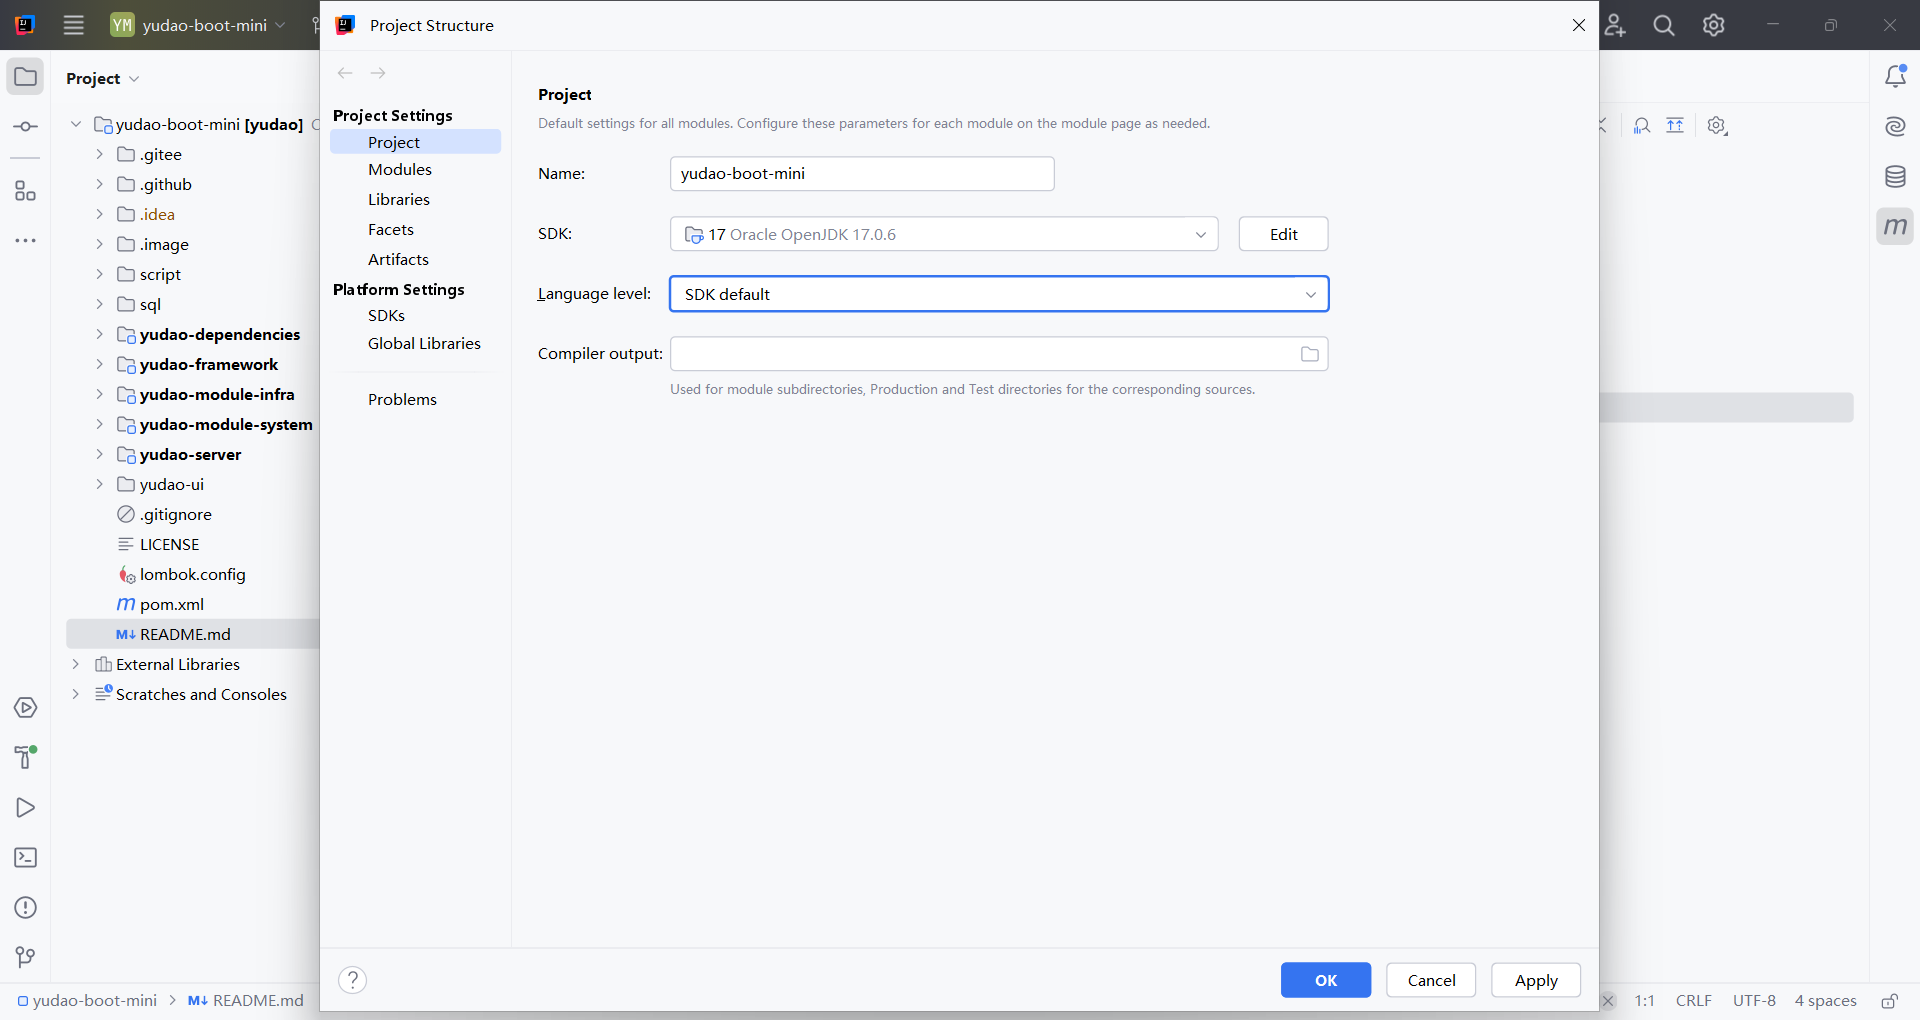 YM yudao-boot-mini
Project Structure
Project
yudao-boot-mini [yudao]
.gitee
.github
.idea
.image
script
sql
yudao-dependencies
yudao-framework
yudao-module-infra
yudao-module-system
yudao-server
yudao-ui
.gitignore
LICENSE
lombok.config
m pom.xml
M↓ README.md
External Libraries
Scratches and Consoles
Project Settings
Project
Modules
Libraries
Facets
Artifacts
Platform Settings
SDKs
Global Libraries
Problems
Project
Default settings for all modules. Configure these parameters for each module on the module page as needed.
Name: yudao-boot-mini
SDK: 17 Oracle OpenJDK 17.0.6 Edit
Language level: SDK default
Compiler output:
Used for module subdirectories, Production and Test directories for the corresponding sources.
? OK Cancel Apply
m
yudao-boot-mini > M↓ README.md
1:1 CRLF UTF-8 4 spaces